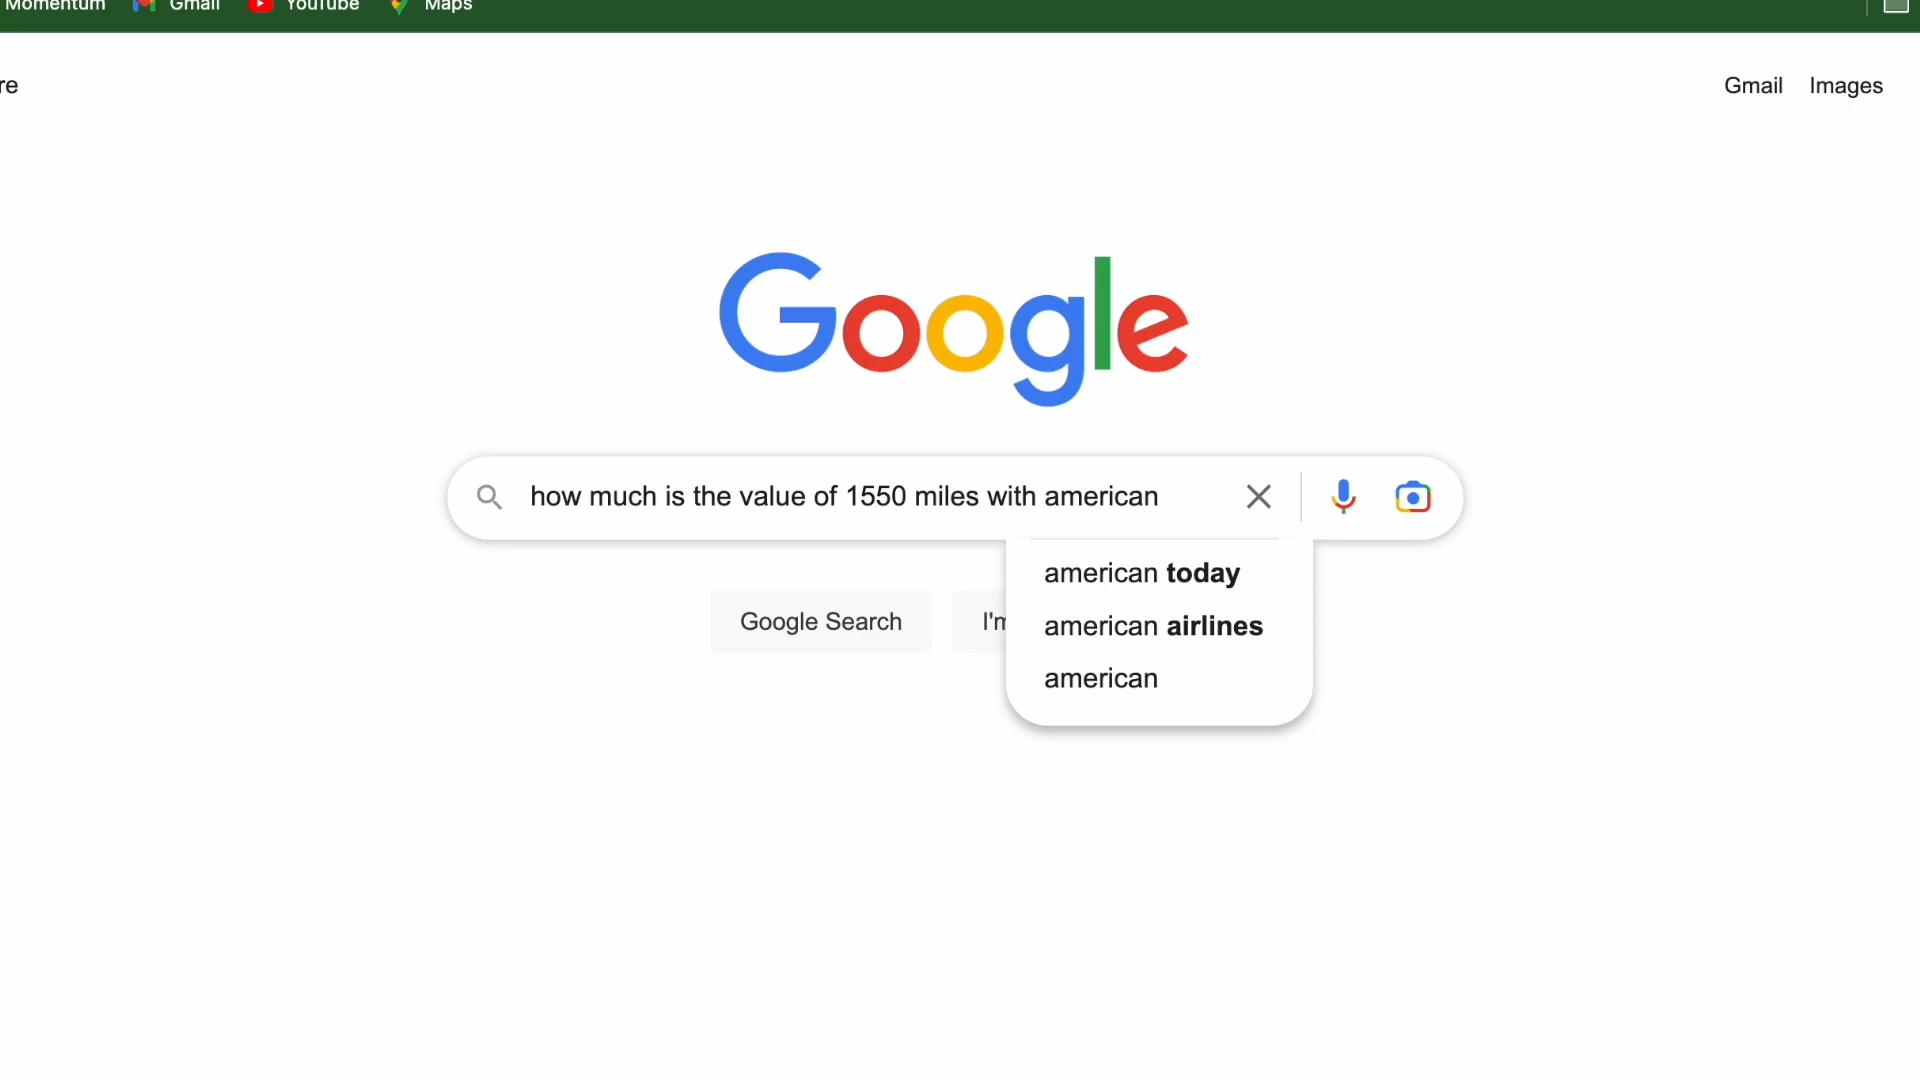 Momentum Gmail YouTube Maps
re
Gmail Images
Google
how much is the value of 1550 miles with american
american today
Google Search I'm
american airlines
american